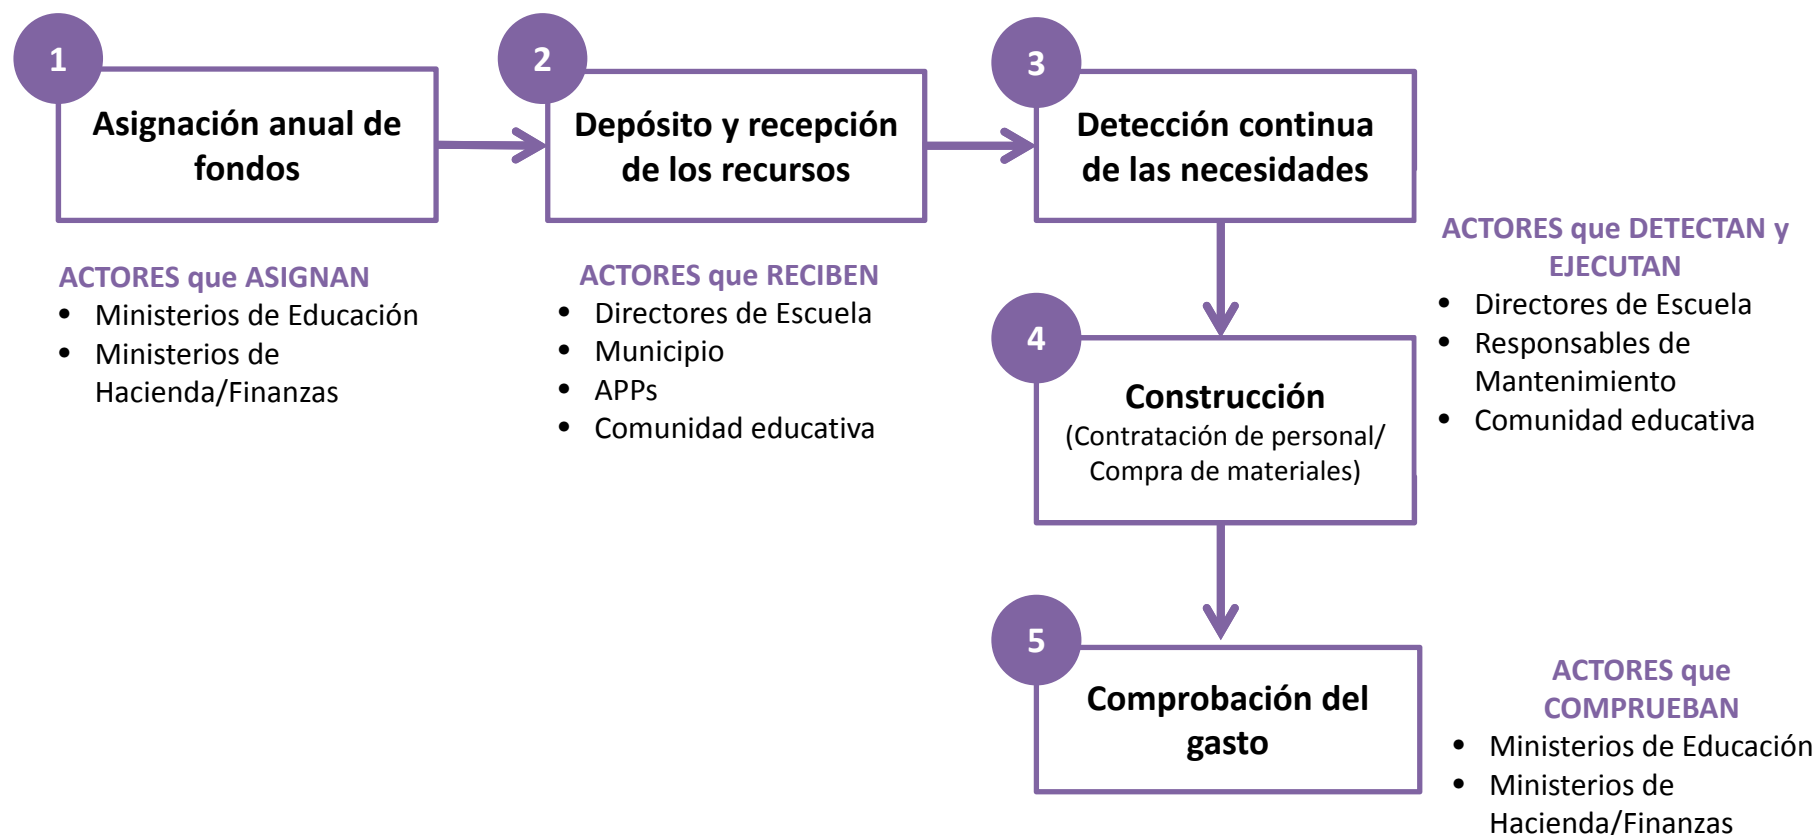 1
Asignación anual de
fondos
ACTORES que ASIGNAN
• Ministerios de Educación
• Ministerios de
Hacienda/Finanzas
2
Depósito y recepción
de los recursos
ACTORES que RECIBEN
• Directores de Escuela
• Municipio
• APPs
• Comunidad educativa
3
Detección continua
de las necesidades
ACTORES que DETECTAN y
EJECUTAN
• Directores de Escuela
• Responsables de
Mantenimiento
• Comunidad educativa
4
Construcción
(Contratación de personal/
Compra de materiales)
5
Comprobación del
gasto
ACTORES que
COMPRUEBAN
• Ministerios de Educación
• Ministerios de
Hacienda/Finanzas